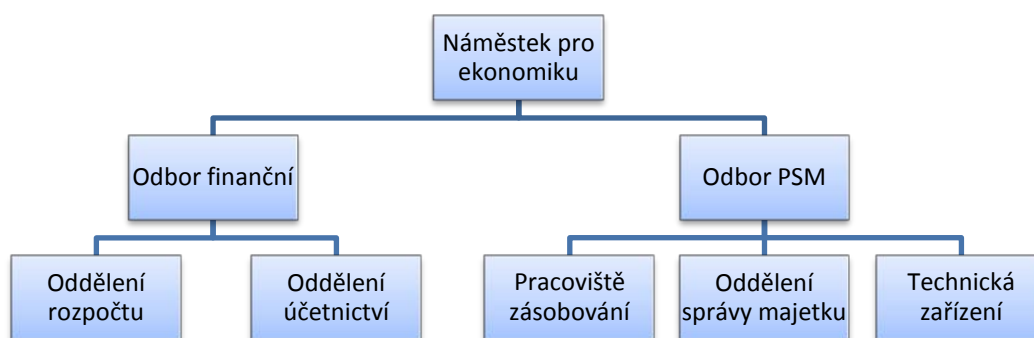 Náměstek pro
ekonomiku
Odbor finanční
Odbor PSM
Oddělení
rozpočtu
Oddělení
účetnictví
Pracoviště
zásobování
Oddělení
správy majetku
Technická
zařízení